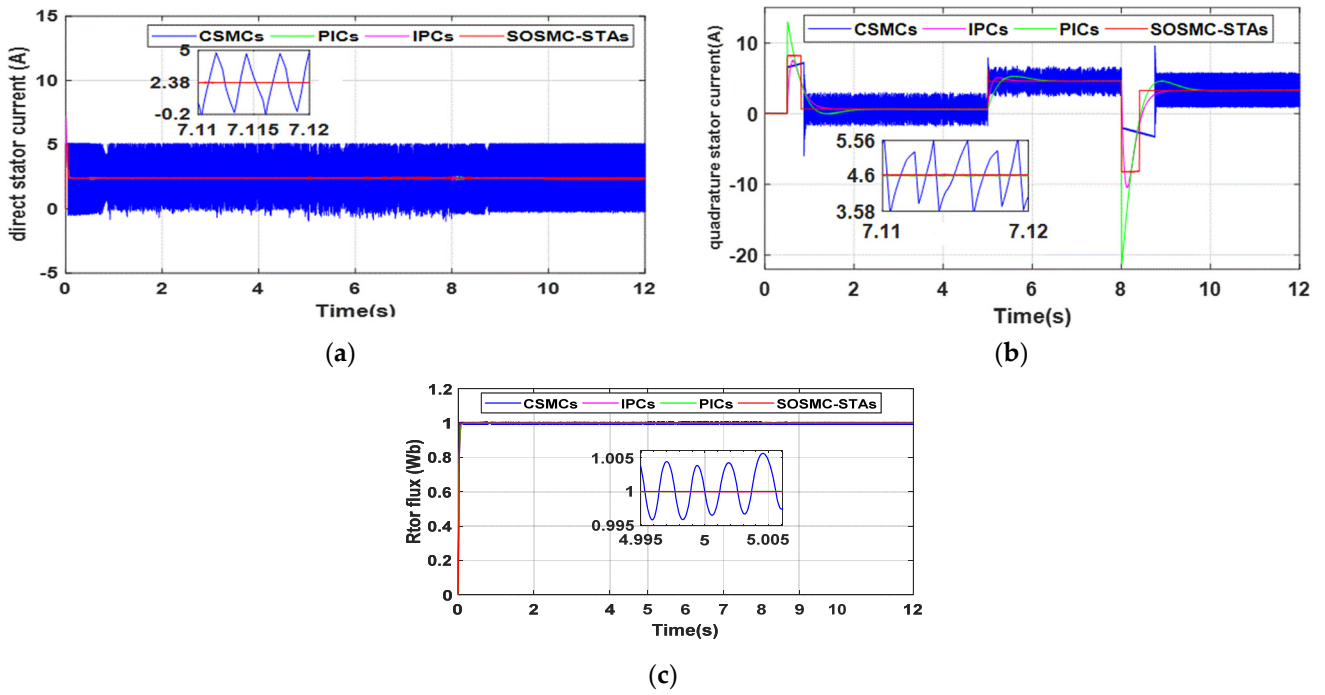 15
CSMCs PICs IPCs SOSMC-STAs
10
5
2.38
-0.2
7.11 7.115 7.12
5
0
-5
0 2 4 6 8 10 12
direct stator current (A)
Time(s)
(a)
CSMCs IPCs PICs SOSMC-STAs
10
0
-10
-20
5.56
4.6
3.58
7.11 7.12
0 2 4 6 8 10 12
quadrature stator current(A)
Time(s)
(b)
1.2
CSMCs IPCs PICs SOSMC-STAs
1
0.8
0.6
0.4
0.2
0
1.005
1
0.995
4.995 5 5.005
0 2 4 5 6 7 8 9 10 12
Rtor flux (Wb)
Time(s)
(c)